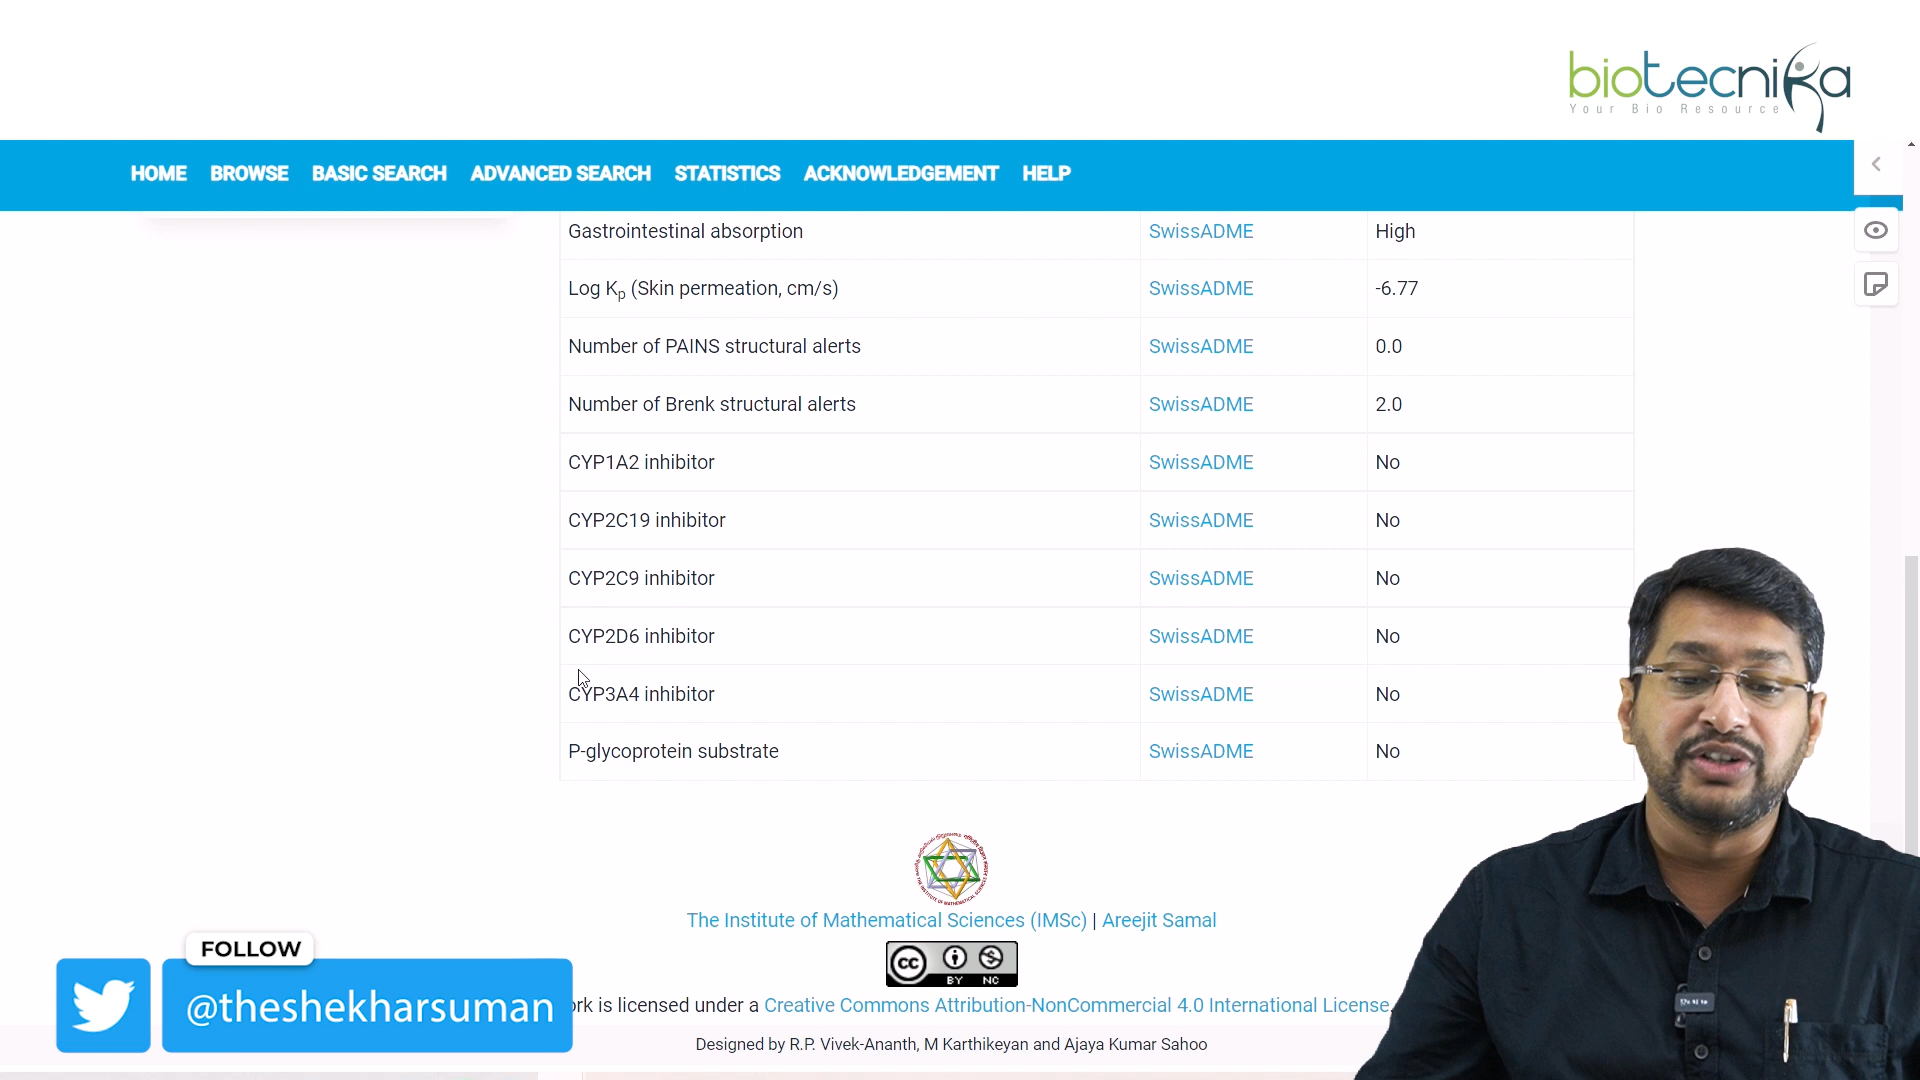 biotecnika
Your Bio Resource
HOME BROWSE BASIC SEARCH ADVANCED SEARCH STATISTICS ACKNOWLEDGEMENT HELP
Gastrointestinal absorption SwissADME High
Log Kp (Skin permeation, cm/s) SwissADME -6.77
Number of PAINS structural alerts SwissADME 0.0
Number of Brenk structural alerts SwissADME 2.0
CYP1A2 inhibitor SwissADME No
CYP2C19 inhibitor SwissADME No
CYP2C9 inhibitor SwissADME No
CYP2D6 inhibitor SwissADME No
CYP3A4 inhibitor SwissADME No
P-glycoprotein substrate SwissADME No
The Institute of Mathematical Sciences (IMSc) | Areejit Samal
cc BY NC
FOLLOW
@theshekharsuman
ork is licensed under a Creative Commons Attribution-NonCommercial 4.0 International License.
Designed by R.P. Vivek-Ananth, M Karthikeyan and Ajaya Kumar Sahoo